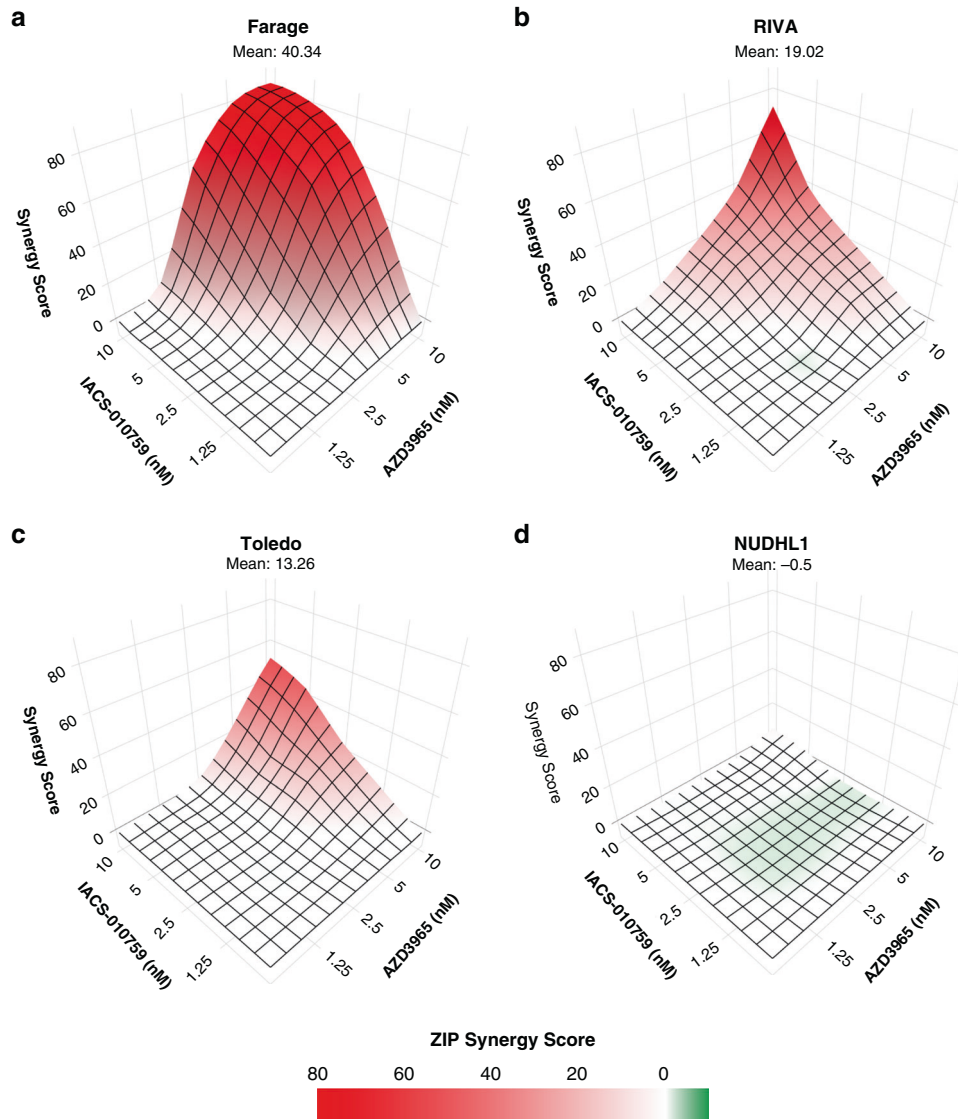 a
Farage
Mean: 40.34
80
60
40
20
0
Synergy Score
10
5
2.5
1.25
IACS-010759 (nM)
10
5
2.5
1.25
AZD3965 (nM)
b
RIVA
Mean: 19.02
80
60
40
20
0
Synergy Score
10
5
2.5
1.25
IACS-010759 (nM)
10
5
2.5
1.25
AZD3965 (nM)
c
Toledo
Mean: 13.26
80
60
40
20
0
Synergy Score
10
5
2.5
1.25
IACS-010759 (nM)
10
5
2.5
1.25
AZD3965 (nM)
d
NUDHL1
Mean: –0.5
80
60
40
20
0
Synergy Score
10
5
2.5
1.25
IACS-010759 (nM)
10
5
2.5
1.25
AZD3965 (nM)
ZIP Synergy Score
80 60 40 20 0